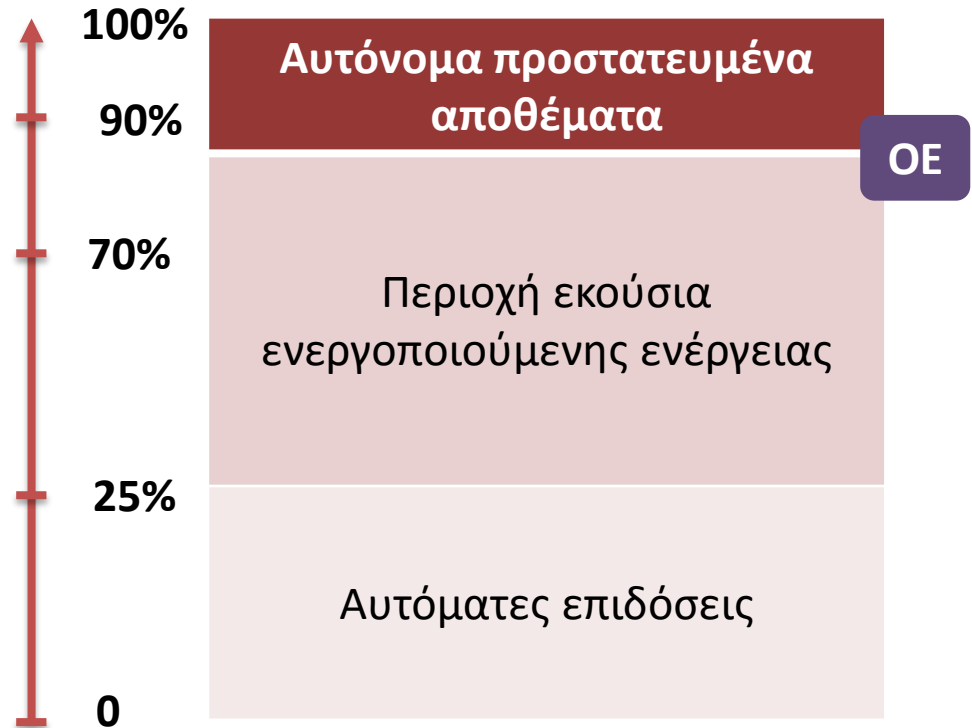 100%
Αυτόνομα προστατευμένα
αποθέματα
90%
ΟΕ
70%
Περιοχή εκούσια
ενεργοποιούμενης ενέργειας
25%
Αυτόματες επιδόσεις
0